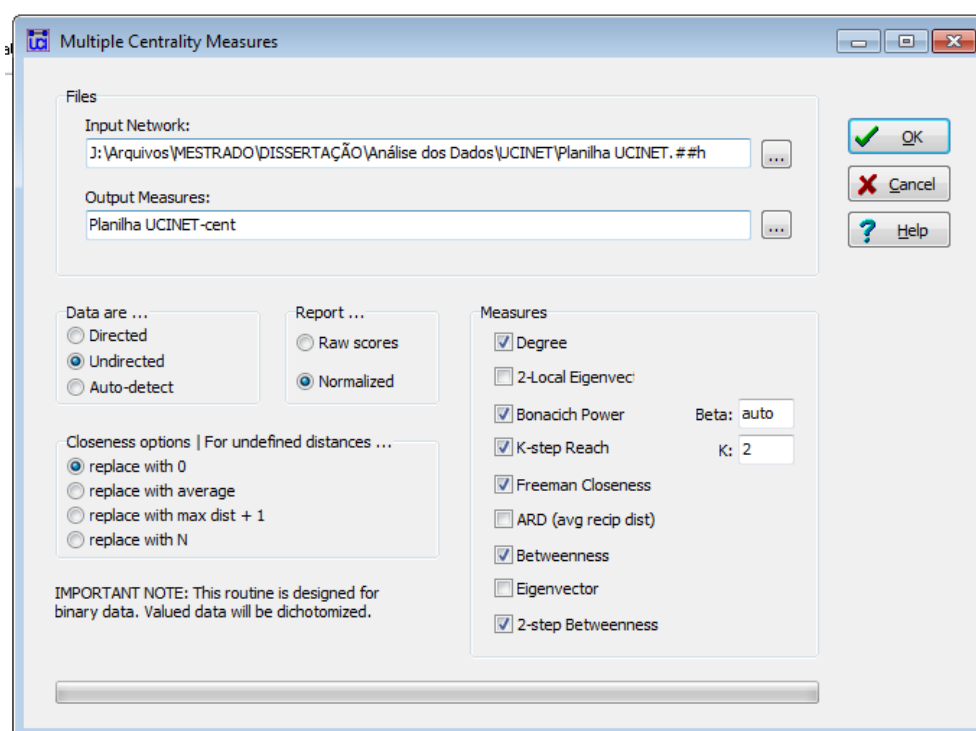 Multiple Centrality Measures
Files
Input Network:
J:\Arquivos\MESTRADO\DISSERTAÇÃO\Análise dos Dados\UCINET\Planilha UCINET.##h
...
OK
Output Measures:
Planilha UCINET-cent
...
Cancel
Help
Data are ...
Directed
Undirected
Auto-detect
Report ...
Raw scores
Normalized
Closeness options | For undefined distances ...
replace with 0
replace with average
replace with max dist + 1
replace with N
IMPORTANT NOTE: This routine is designed for
binary data. Valued data will be dichotomized.
Measures
Degree
2-Local Eigenvect
Bonacich Power Beta: auto
K-step Reach K: 2
Freeman Closeness
ARD (avg recip dist)
Betweenness
Eigenvector
2-step Betweenness